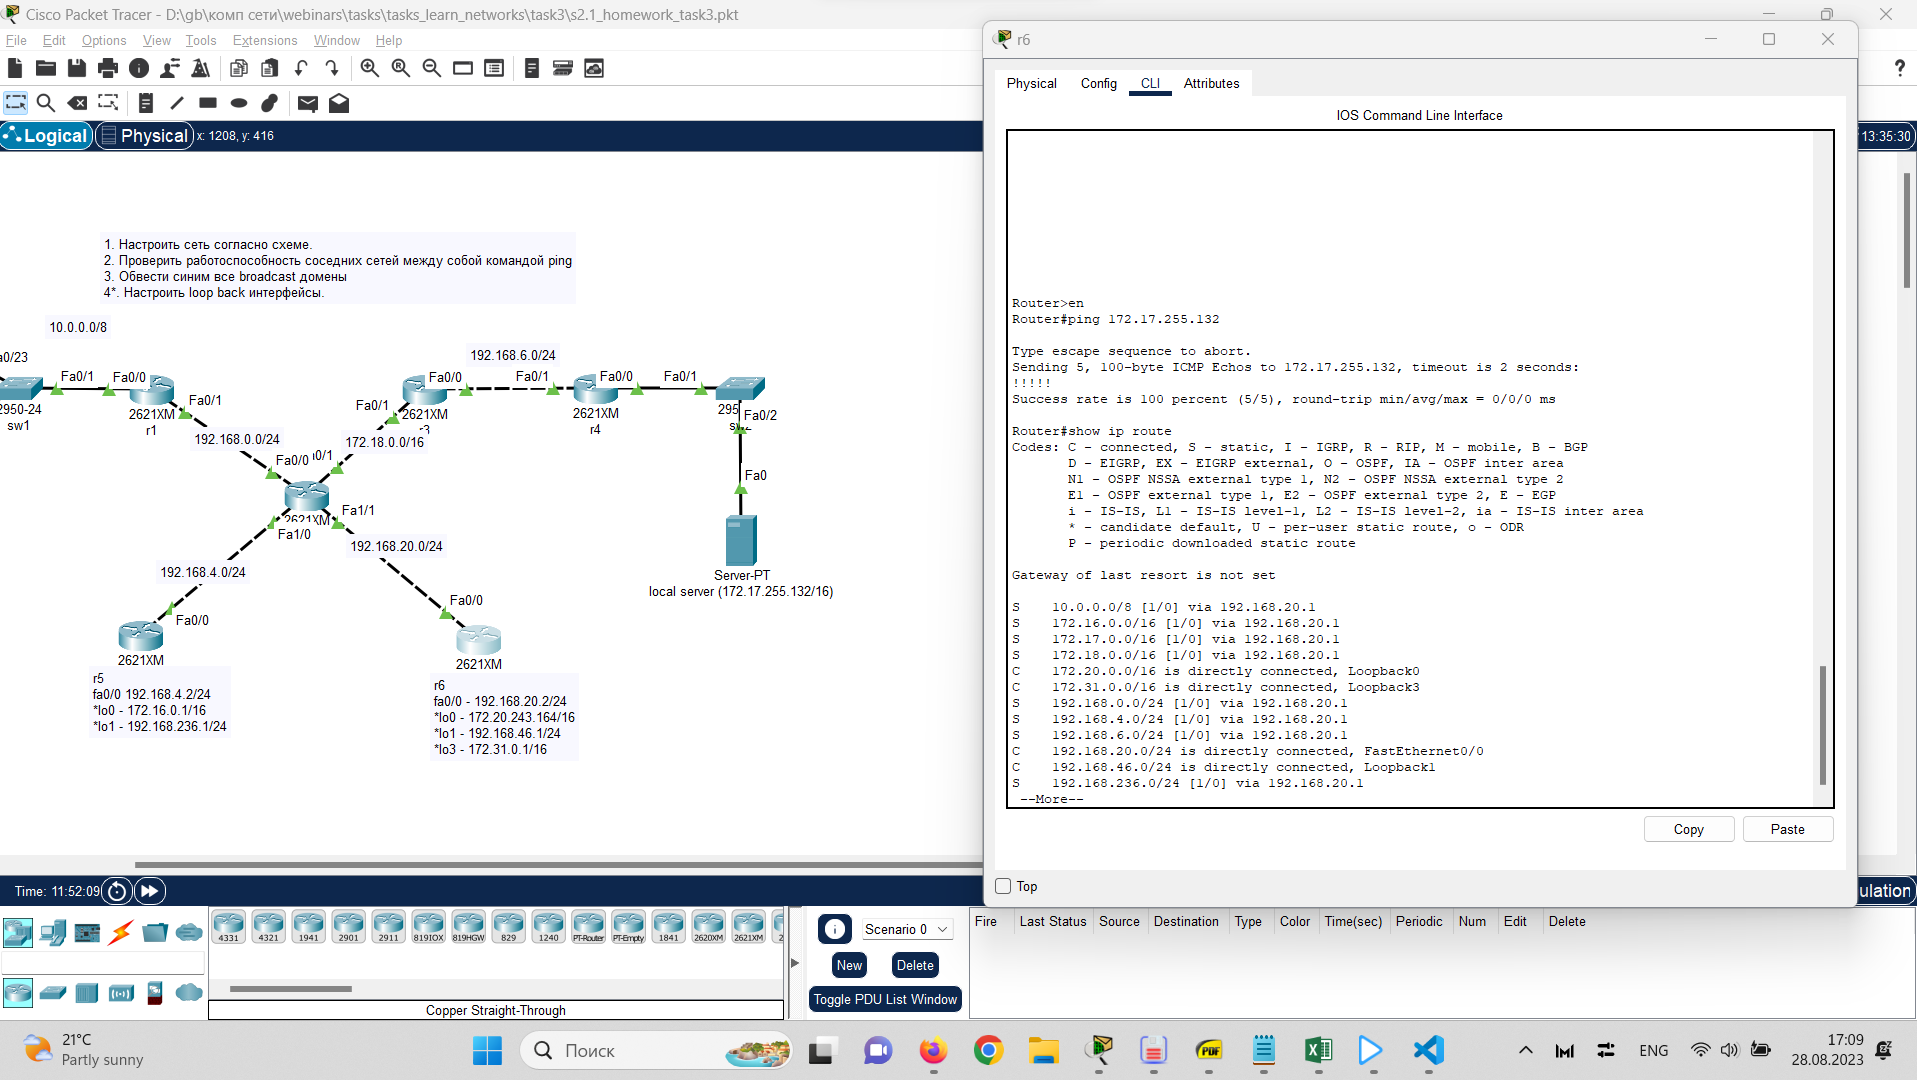 Cisco Packet Tracer - D:\gb\комп сети\webinars\tasks\tasks_learn_networks\task3\s2.1_homework_task3.pkt
File Edit Options View Tools Extensions Window Help
Logical Physical x: 1208, y: 416
13:35:30
1. Настроить сеть согласно схеме.
2. Проверить работоспособность соседних сетей между собой командой ping
3. Обвести синим все broadcast домены
4*. Настроить loop back интерфейсы.
10.0.0.0/8
a0/23
Fa0/1
Fa0/0
2950-24
sw1
2621XM
r1
Fa0/1
192.168.0.0/24
Fa0/0
0/1
2621XM
Fa1/1
Fa1/0
192.168.20.0/24
192.168.4.0/24
Fa0/1
Fa0/0
2621XM
r3
172.18.0.0/16
192.168.6.0/24
Fa0/1
Fa0/0
2621XM
r4
Fa0/1
295
Fa0/2
Fa0
Server-PT
local server (172.17.255.132/16)
Fa0/0
2621XM
r5
fa0/0 192.168.4.2/24
*lo0 - 172.16.0.1/16
*lo1 - 192.168.236.1/24
Fa0/0
2621XM
r6
fa0/0 - 192.168.20.2/24
*lo0 - 172.20.243.164/16
*lo1 - 192.168.46.1/24
*lo3 - 172.31.0.1/16
r6
Physical Config CLI Attributes
IOS Command Line Interface
Router>en
Router#ping 172.17.255.132
Type escape sequence to abort.
Sending 5, 100-byte ICMP Echos to 172.17.255.132, timeout is 2 seconds:
!!!!!
Success rate is 100 percent (5/5), round-trip min/avg/max = 0/0/0 ms
Router#show ip route
Codes: C - connected, S - static, I - IGRP, R - RIP, M - mobile, B - BGP
D - EIGRP, EX - EIGRP external, O - OSPF, IA - OSPF inter area
N1 - OSPF NSSA external type 1, N2 - OSPF NSSA external type 2
E1 - OSPF external type 1, E2 - OSPF external type 2, E - EGP
i - IS-IS, L1 - IS-IS level-1, L2 - IS-IS level-2, ia - IS-IS inter area
* - candidate default, U - per-user static route, o - ODR
P - periodic downloaded static route
Gateway of last resort is not set
S 10.0.0.0/8 [1/0] via 192.168.20.1
S 172.16.0.0/16 [1/0] via 192.168.20.1
S 172.17.0.0/16 [1/0] via 192.168.20.1
S 172.18.0.0/16 [1/0] via 192.168.20.1
C 172.20.0.0/16 is directly connected, Loopback0
C 172.31.0.0/16 is directly connected, Loopback3
S 192.168.0.0/24 [1/0] via 192.168.20.1
S 192.168.4.0/24 [1/0] via 192.168.20.1
S 192.168.6.0/24 [1/0] via 192.168.20.1
C 192.168.20.0/24 is directly connected, FastEthernet0/0
C 192.168.46.0/24 is directly connected, Loopback1
S 192.168.236.0/24 [1/0] via 192.168.20.1
--More--
Copy Paste
Top
Time: 11:52:09
ulation
4331 4321 1941 2901 2911 819IOX 819HGW 829 1240 PT-Router PT-Empty 1841 2620XM 2621XM 2
Copper Straight-Through
Scenario 0
New Delete
Toggle PDU List Window
Fire Last Status Source Destination Type Color Time(sec) Periodic Num Edit Delete
21°C
Partly sunny
Поиск
PDF
ENG
17:09
28.08.2023